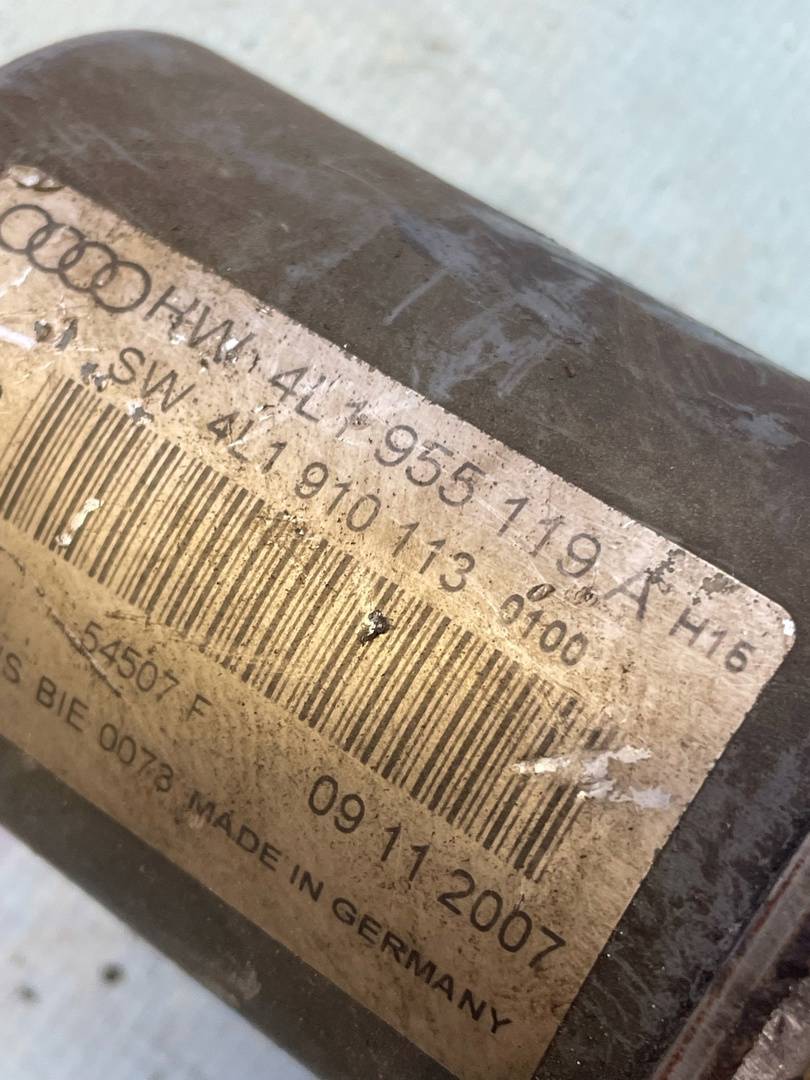 HW: 4L1 955 119 A H15
SW: 4L1 910 113 0100
54507 F 09 11 2007
BIE 0073 MADE IN GERMANY